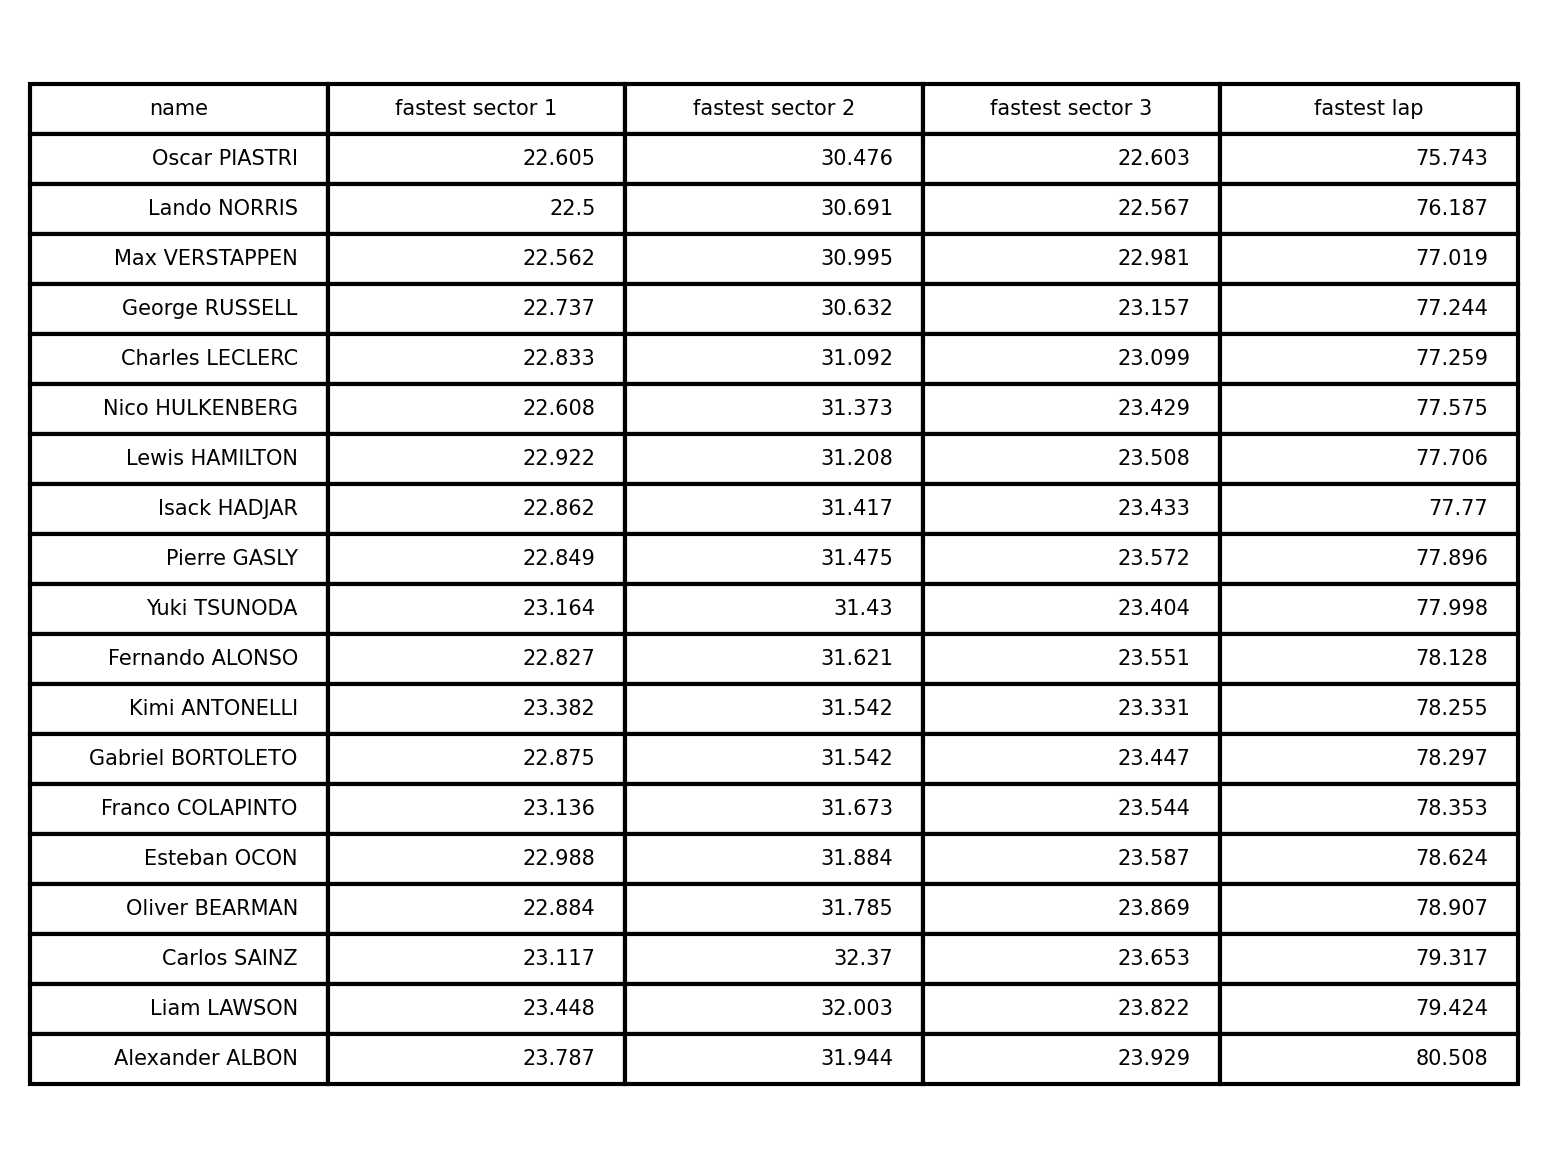 name fastest sector 1 fastest sector 2 fastest sector 3 fastest lap
Oscar PIASTRI 22.605 30.476 22.603 75.743
Lando NORRIS 22.5 30.691 22.567 76.187
Max VERSTAPPEN 22.562 30.995 22.981 77.019
George RUSSELL 22.737 30.632 23.157 77.244
Charles LECLERC 22.833 31.092 23.099 77.259
Nico HULKENBERG 22.608 31.373 23.429 77.575
Lewis HAMILTON 22.922 31.208 23.508 77.706
Isack HADJAR 22.862 31.417 23.433 77.77
Pierre GASLY 22.849 31.475 23.572 77.896
Yuki TSUNODA 23.164 31.43 23.404 77.998
Fernando ALONSO 22.827 31.621 23.551 78.128
Kimi ANTONELLI 23.382 31.542 23.331 78.255
Gabriel BORTOLETO 22.875 31.542 23.447 78.297
Franco COLAPINTO 23.136 31.673 23.544 78.353
Esteban OCON 22.988 31.884 23.587 78.624
Oliver BEARMAN 22.884 31.785 23.869 78.907
Carlos SAINZ 23.117 32.37 23.653 79.317
Liam LAWSON 23.448 32.003 23.822 79.424
Alexander ALBON 23.787 31.944 23.929 80.508